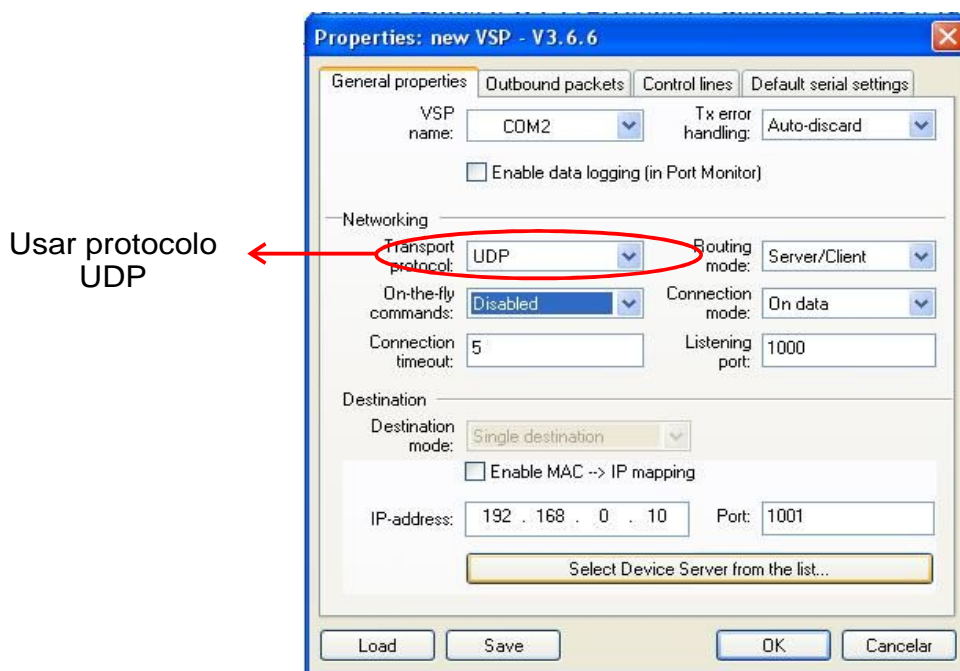 Properties: new VSP - V3.6.6
General properties Outbound packets Control lines Default serial settings
VSP name: COM2 Tx error handling: Auto-discard
Enable data logging (in Port Monitor)
Networking
Usar protocolo
UDP
Transport protocol: UDP Routing mode: Server/Client
On-the-fly commands: Disabled Connection mode: On data
Connection timeout: 5 Listening port: 1000
Destination
Destination mode: Single destination
Enable MAC --> IP mapping
IP-address: 192 . 168 . 0 . 10 Port: 1001
Select Device Server from the list...
Load Save OK Cancelar